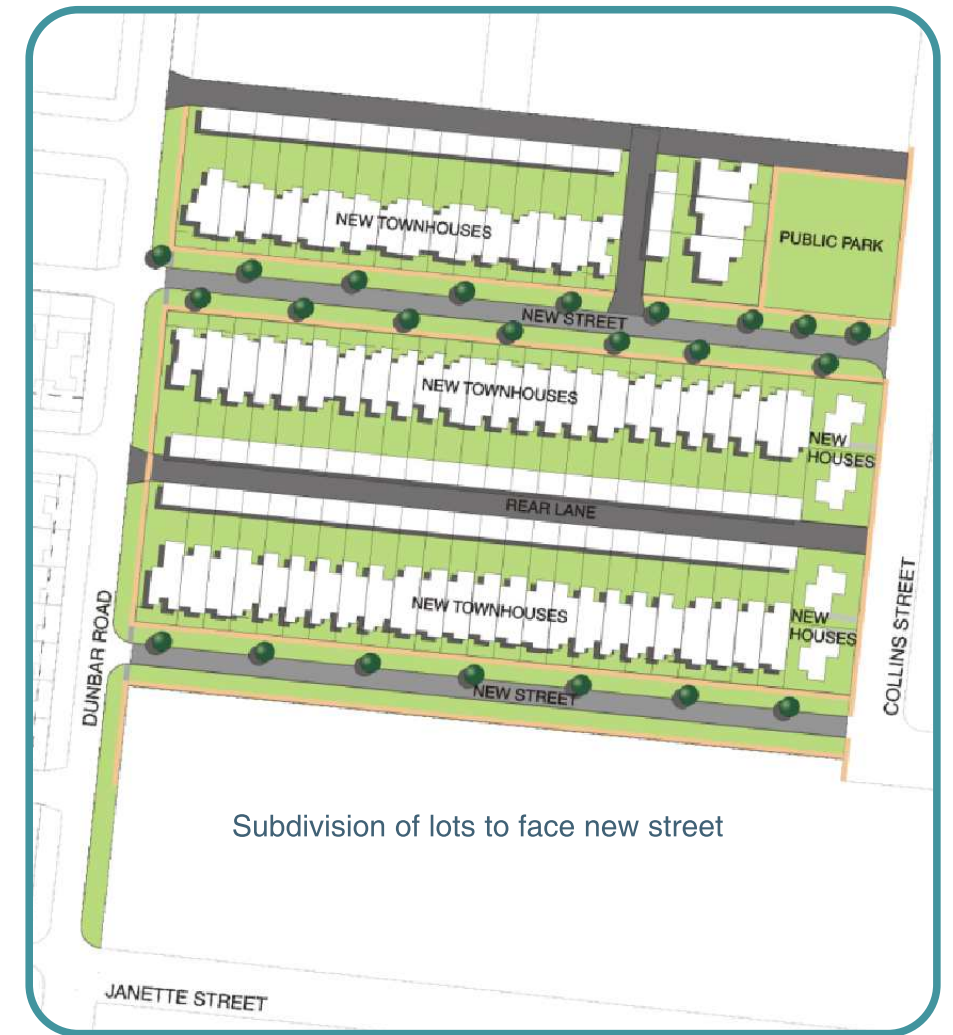 NEW TOWNHOUSES
PUBLIC PARK
NEW STREET
NEW TOWNHOUSES
NEW
HOUSES
REAR LANE
NEW TOWNHOUSES
NEW
HOUSES
DUNBAR ROAD
COLLINS STREET
NEW STREET
Subdivision of lots to face new street
JANETTE STREET